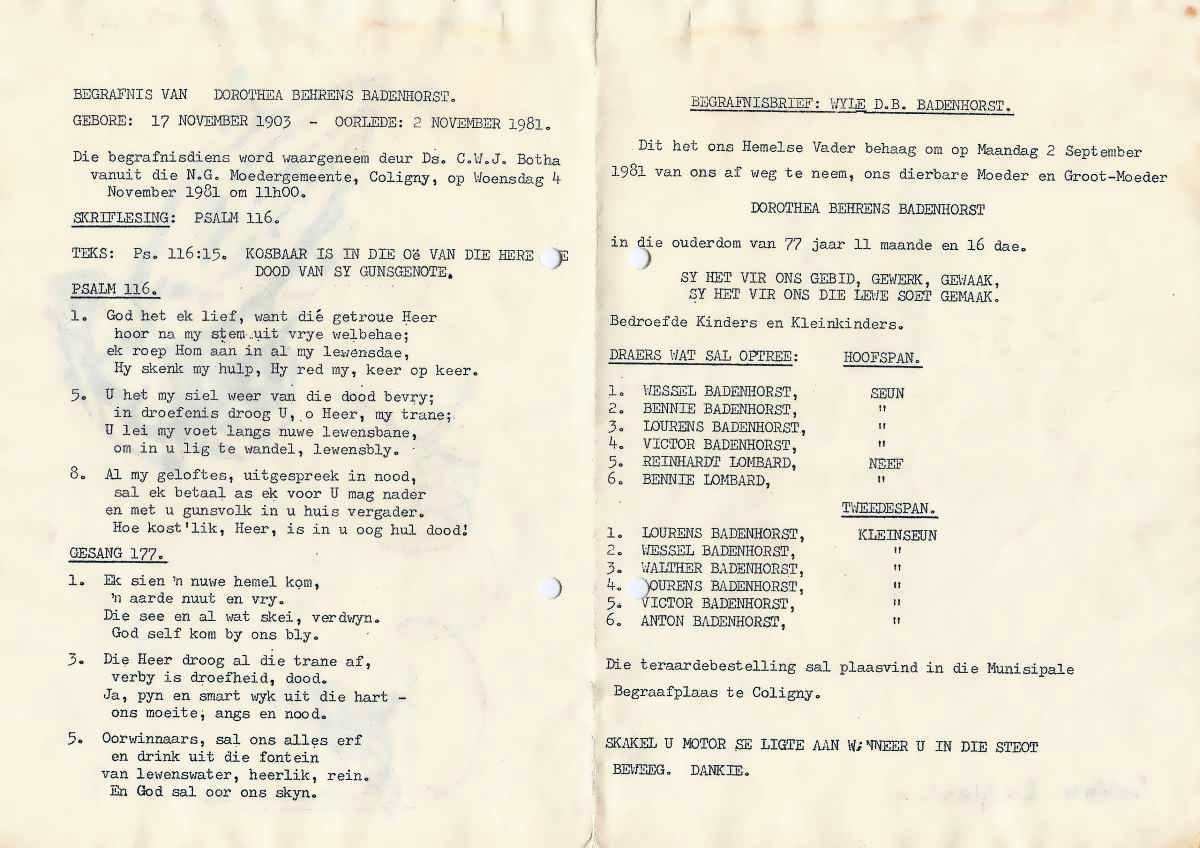 BEGRAFNIS VAN DOROTHEA BEHRENS BADENHORST.
GEBORE: 17 NOVEMBER 1903 - OORLEDE: 2 NOVEMBER 1981.
Die begrafnisdiens word waargeneem deur Ds. C.W.J. Botha
vanuit die N.G. Moedergemeente, Coligny, op Woensdag 4
November 1981 om 11h00.
SKRIFLESING: PSALM 116.
TEKS: Ps. 116:15. KOSBAAR IS IN DIE Oë VAN DIE HERE E
DOOD VAN SY GUNSGENOTE.
PSALM 116.
1. God het ek lief, want dié getroue Heer
hoor na my stem uit vrye welbehae;
ek roep Hom aan in al my lewensdae,
Hy skenk my hulp, Hy red my, keer op keer.
5. U het my siel weer van die dood bevry;
in droefenis droog U, o Heer, my trane;
U lei my voet langs nuwe lewensbane,
om in u lig te wandel, lewensbly.
8. Al my geloftes, uitgespreek in nood,
sal ek betaal as ek voor U mag nader
en met u gunsvolk in u huis vergader.
Hoe kost'lik, Heer, is in u oog hul dood!
GESANG 177.
1. Ek sien 'n nuwe hemel kom,
'n aarde nuut en vry.
Die see en al wat skei, verdwyn.
God self kom by ons bly.
3. Die Heer droog al die trane af,
verby is droefheid, dood.
Ja, pyn en smart wyk uit die hart -
ons moeite, angs en nood.
5. Oorwinnaars, sal ons alles erf
en drink uit die fontein
van lewenswater, heerlik, rein.
En God sal oor ons skyn.
BEGRAFNISBRIEF: WYLE D.B. BADENHORST.
Dit het ons Hemelse Vader behaag om op Maandag 2 September
1981 van ons af weg te neem, ons dierbare Moeder en Groot-Moeder
DOROTHEA BEHRENS BADENHORST
in die ouderdom van 77 jaar 11 maande en 16 dae.
SY HET VIR ONS GEBID, GEWERK, GEWAAK,
SY HET VIR ONS DIE LEWE SOET GEMAAK.
Bedroefde Kinders en Kleinkinders.
DRAERS WAT SAL OPTREE: HOOFSPAN.
1. WESSEL BADENHORST, SEUN
2. BENNIE BADENHORST, "
3. LOURENS BADENHORST, "
4. VICTOR BADENHORST, "
5. REINHARDT LOMBARD, NEEF
6. BENNIE LOMBARD, "
TWEEDESPAN.
1. LOURENS BADENHORST, KLEINSEUN
2. WESSEL BADENHORST, "
3. WALTHER BADENHORST, "
4. OURENS BADENHORST, "
5. VICTOR BADENHORST, "
6. ANTON BADENHORST, "
Die teraardebestelling sal plaasvind in die Munisipale
Begraafplaas te Coligny.
SKAKEL U MOTOR SE LIGTE AAN WANNEER U IN DIE STEOT
BEWEEG. DANKIE.